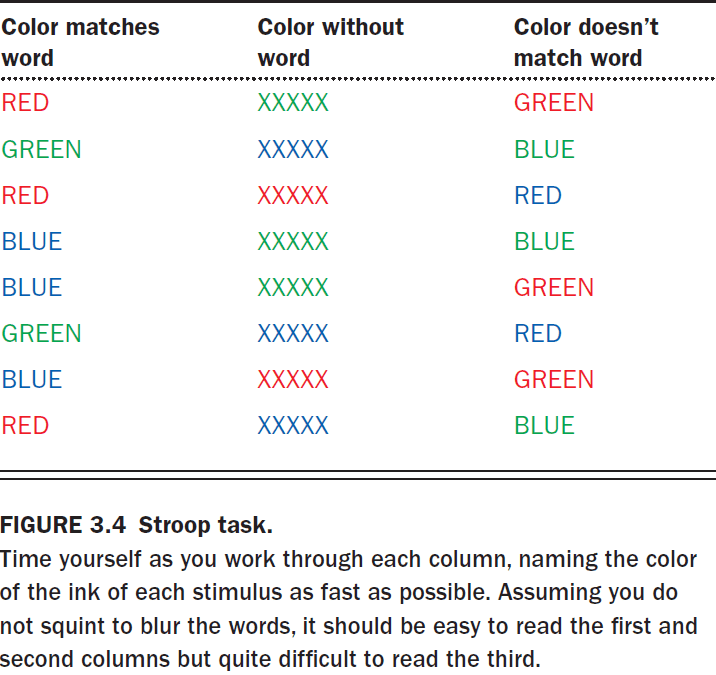 Color matches word Color without word Color doesn’t match word
RED XXXXX GREEN
GREEN XXXXX BLUE
RED XXXXX RED
BLUE XXXXX BLUE
BLUE XXXXX GREEN
GREEN XXXXX RED
BLUE XXXXX GREEN
RED XXXXX BLUE
FIGURE 3.4 Stroop task.
Time yourself as you work through each column, naming the color
of the ink of each stimulus as fast as possible. Assuming you do
not squint to blur the words, it should be easy to read the first and
second columns but quite difficult to read the third.